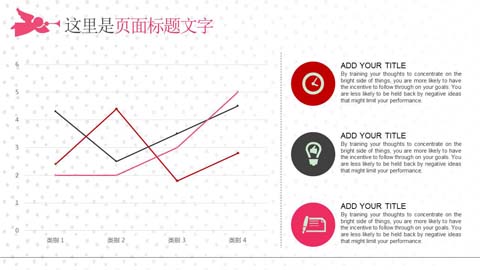 这里是页面标题文字
6
5
4
3
2
1
0
类别 1
类别 2
类别 3
类别 4
ADD YOUR TITLE
By training your thoughts to concentrate on the
bright side of things, you are more likely to have
the incentive to follow through on your goals. You
are less likely to be held back by negative ideas
that might limit your performance.
ADD YOUR TITLE
By training your thoughts to concentrate on the
bright side of things, you are more likely to have
the incentive to follow through on your goals. You
are less likely to be held back by negative ideas
that might limit your performance.
ADD YOUR TITLE
By training your thoughts to concentrate on the
bright side of things, you are more likely to have
the incentive to follow through on your goals. You
are less likely to be held back by negative ideas
that might limit your performance.